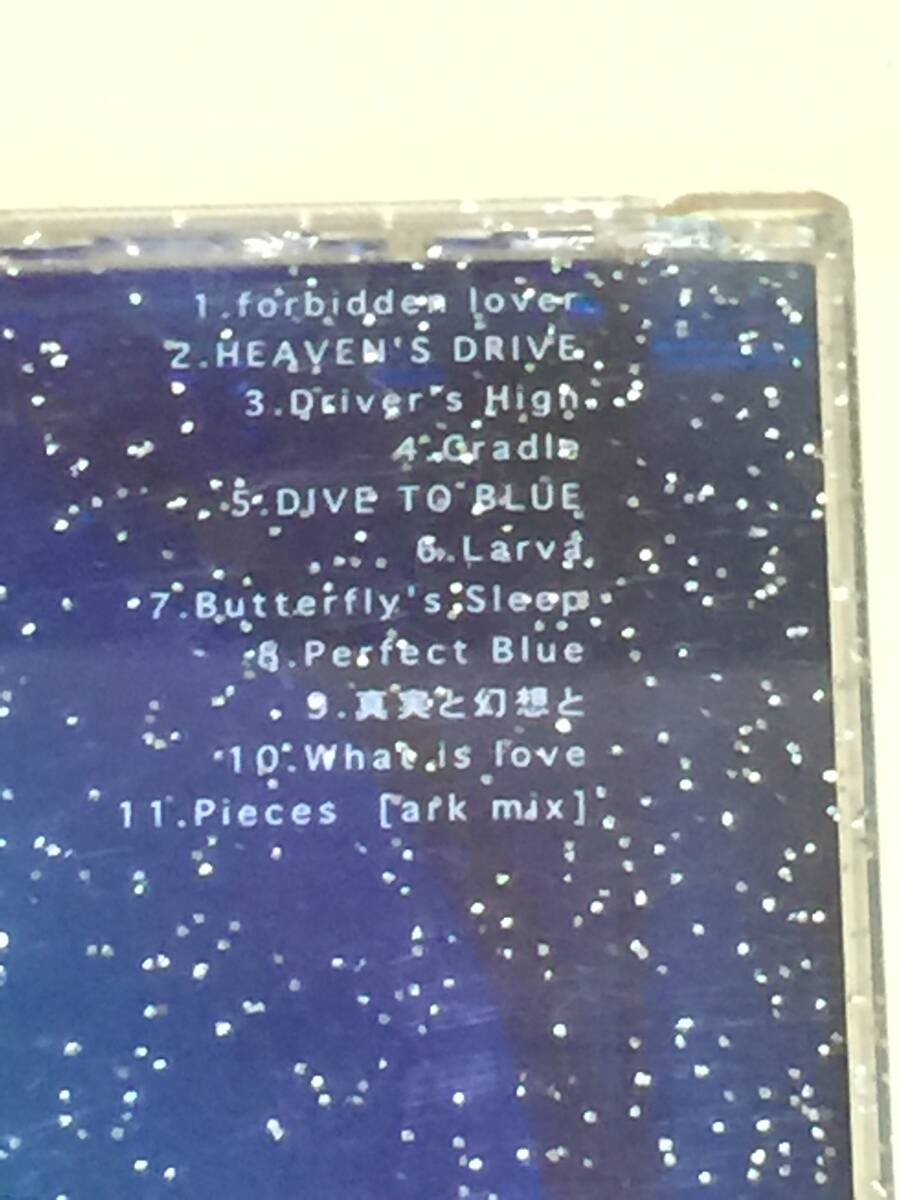 1.forbidden lover
2.HEAVEN'S DRIVE
3.Driver's High
4.Cradle
5.DIVE TO BLUE
6.Larva
7.Butterfly's Sleep
8.Perfect Blue
9.真実と幻想と
10.What is love
11.Pieces [ark mix]